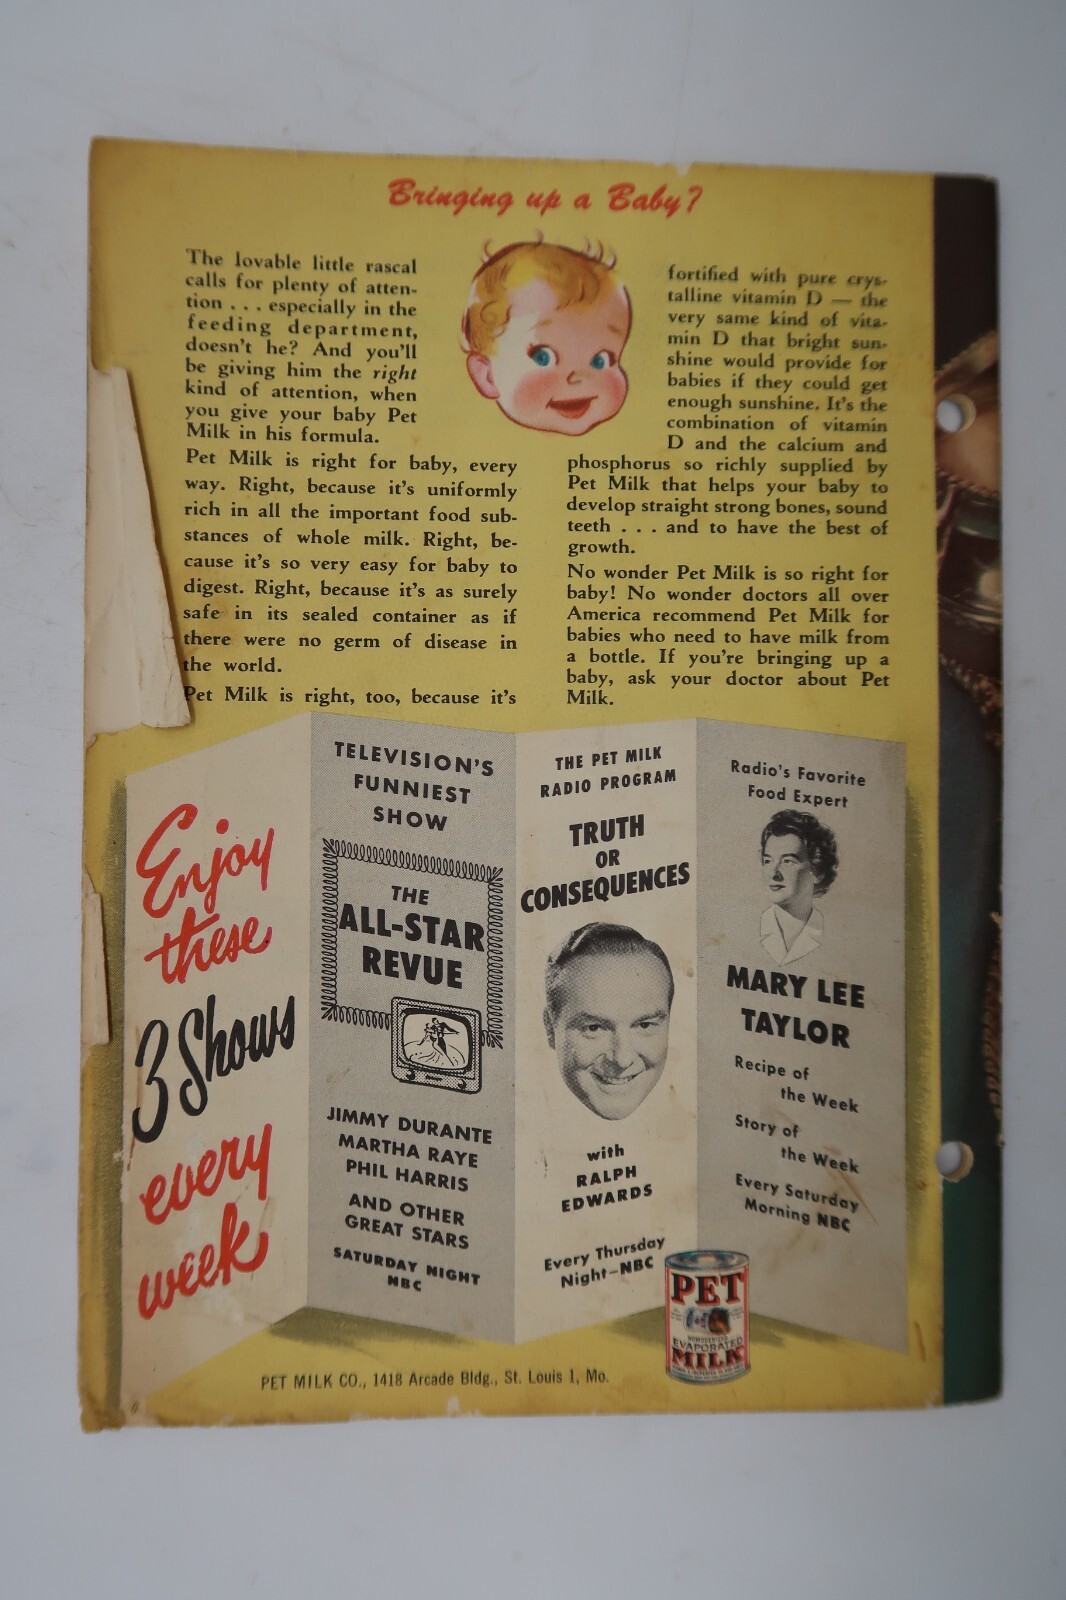 Bringing up a Baby?
The lovable little rascal
calls for plenty of atten-
tion . . . especially in the
feeding department,
doesn't he? And you'll
be giving him the right
kind of attention, when
you give your baby Pet
Milk in his formula.
Pet Milk is right for baby, every
way. Right, because it's uniformly
rich in all the important food sub-
stances of whole milk. Right, be-
cause it's so very easy for baby to
digest. Right, because it's as surely
safe in its sealed container as if
there were no germ of disease in
the world.
Pet Milk is right, too, because it's
fortified with pure crys-
talline vitamin D — the
very same kind of vita-
min D that bright sun-
shine would provide for
babies if they could get
enough sunshine. It's the
combination of vitamin
D and the calcium and
phosphorus so richly supplied by
Pet Milk that helps your baby to
develop straight strong bones, sound
teeth . . . and to have the best of
growth.
No wonder Pet Milk is so right for
baby! No wonder doctors all over
America recommend Pet Milk for
babies who need to have milk from
a bottle. If you're bringing up a
baby, ask your doctor about Pet
Milk.
Enjoy
these
3 Shows
every
week
TELEVISION'S
FUNNIEST
SHOW
THE
ALL-STAR
REVUE
JIMMY DURANTE
MARTHA RAYE
PHIL HARRIS
AND OTHER
GREAT STARS
SATURDAY NIGHT
NBC
THE PET MILK
RADIO PROGRAM
TRUTH
OR
CONSEQUENCES
with
RALPH
EDWARDS
Every Thursday
Night—NBC
Radio's Favorite
Food Expert
MARY LEE
TAYLOR
Recipe of
the Week
Story of
the Week
Every Saturday
Morning NBC
PET
EVAPORATED
MILK
PET MILK CO., 1418 Arcade Bldg., St. Louis 1, Mo.